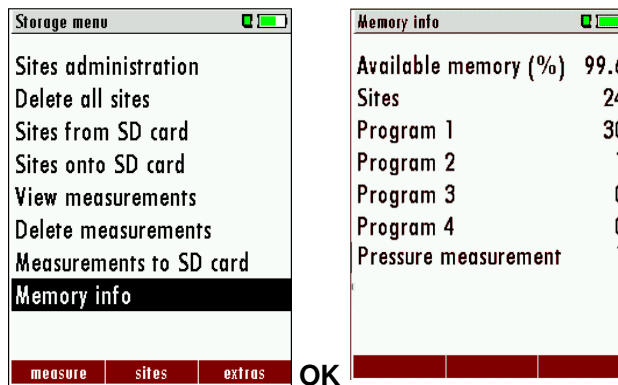 Storage menu
Sites administration
Delete all sites
Sites from SD card
Sites onto SD card
View measurements
Delete measurements
Measurements to SD card
Memory info
measure sites extras
OK
Memory info
Available memory (%) 99.
Sites 24
Program 1
Program 2
Program 3
Program 4
Pressure measurement